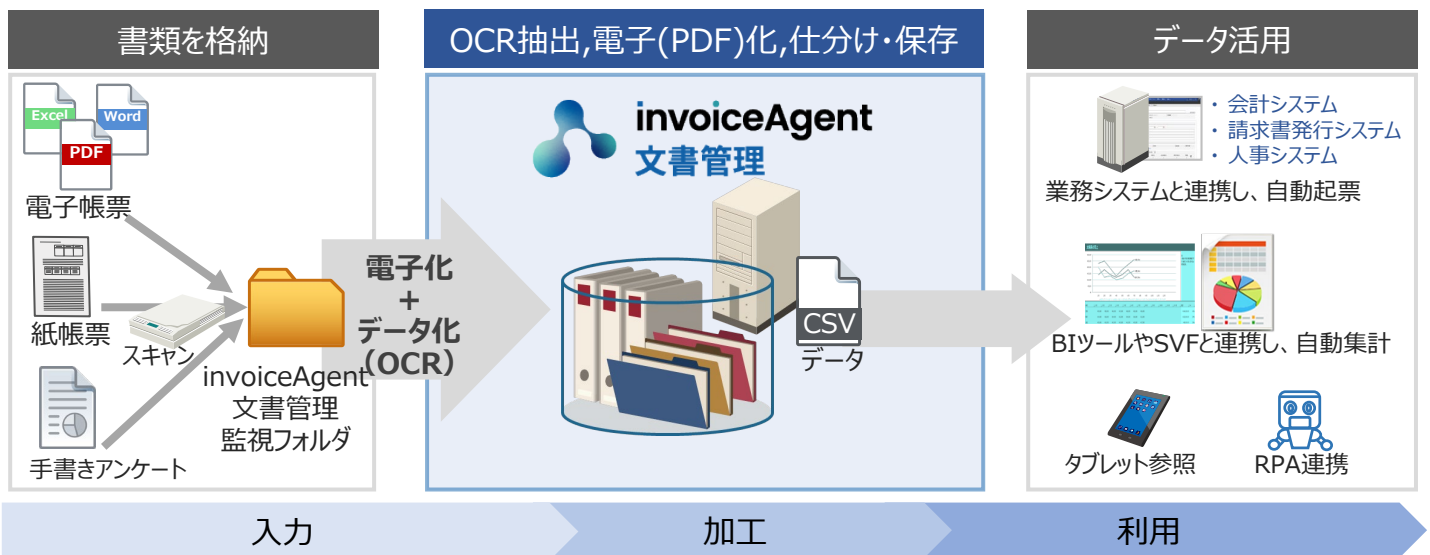 書類を格納
Excel
Word
PDF
電子帳票
紙帳票
スキャン
手書きアンケート
invoiceAgent
文書管理
監視フォルダ
電子化
+
データ化
(OCR)
OCR抽出,電子(PDF)化,仕分け・保存
invoiceAgent
文書管理
CSV
データ
データ活用
・ 会計システム
・ 請求書発行システム
・ 人事システム
業務システムと連携し、自動起票
BIツールやSVFと連携し、自動集計
タブレット参照
RPA連携
入力
加工
利用